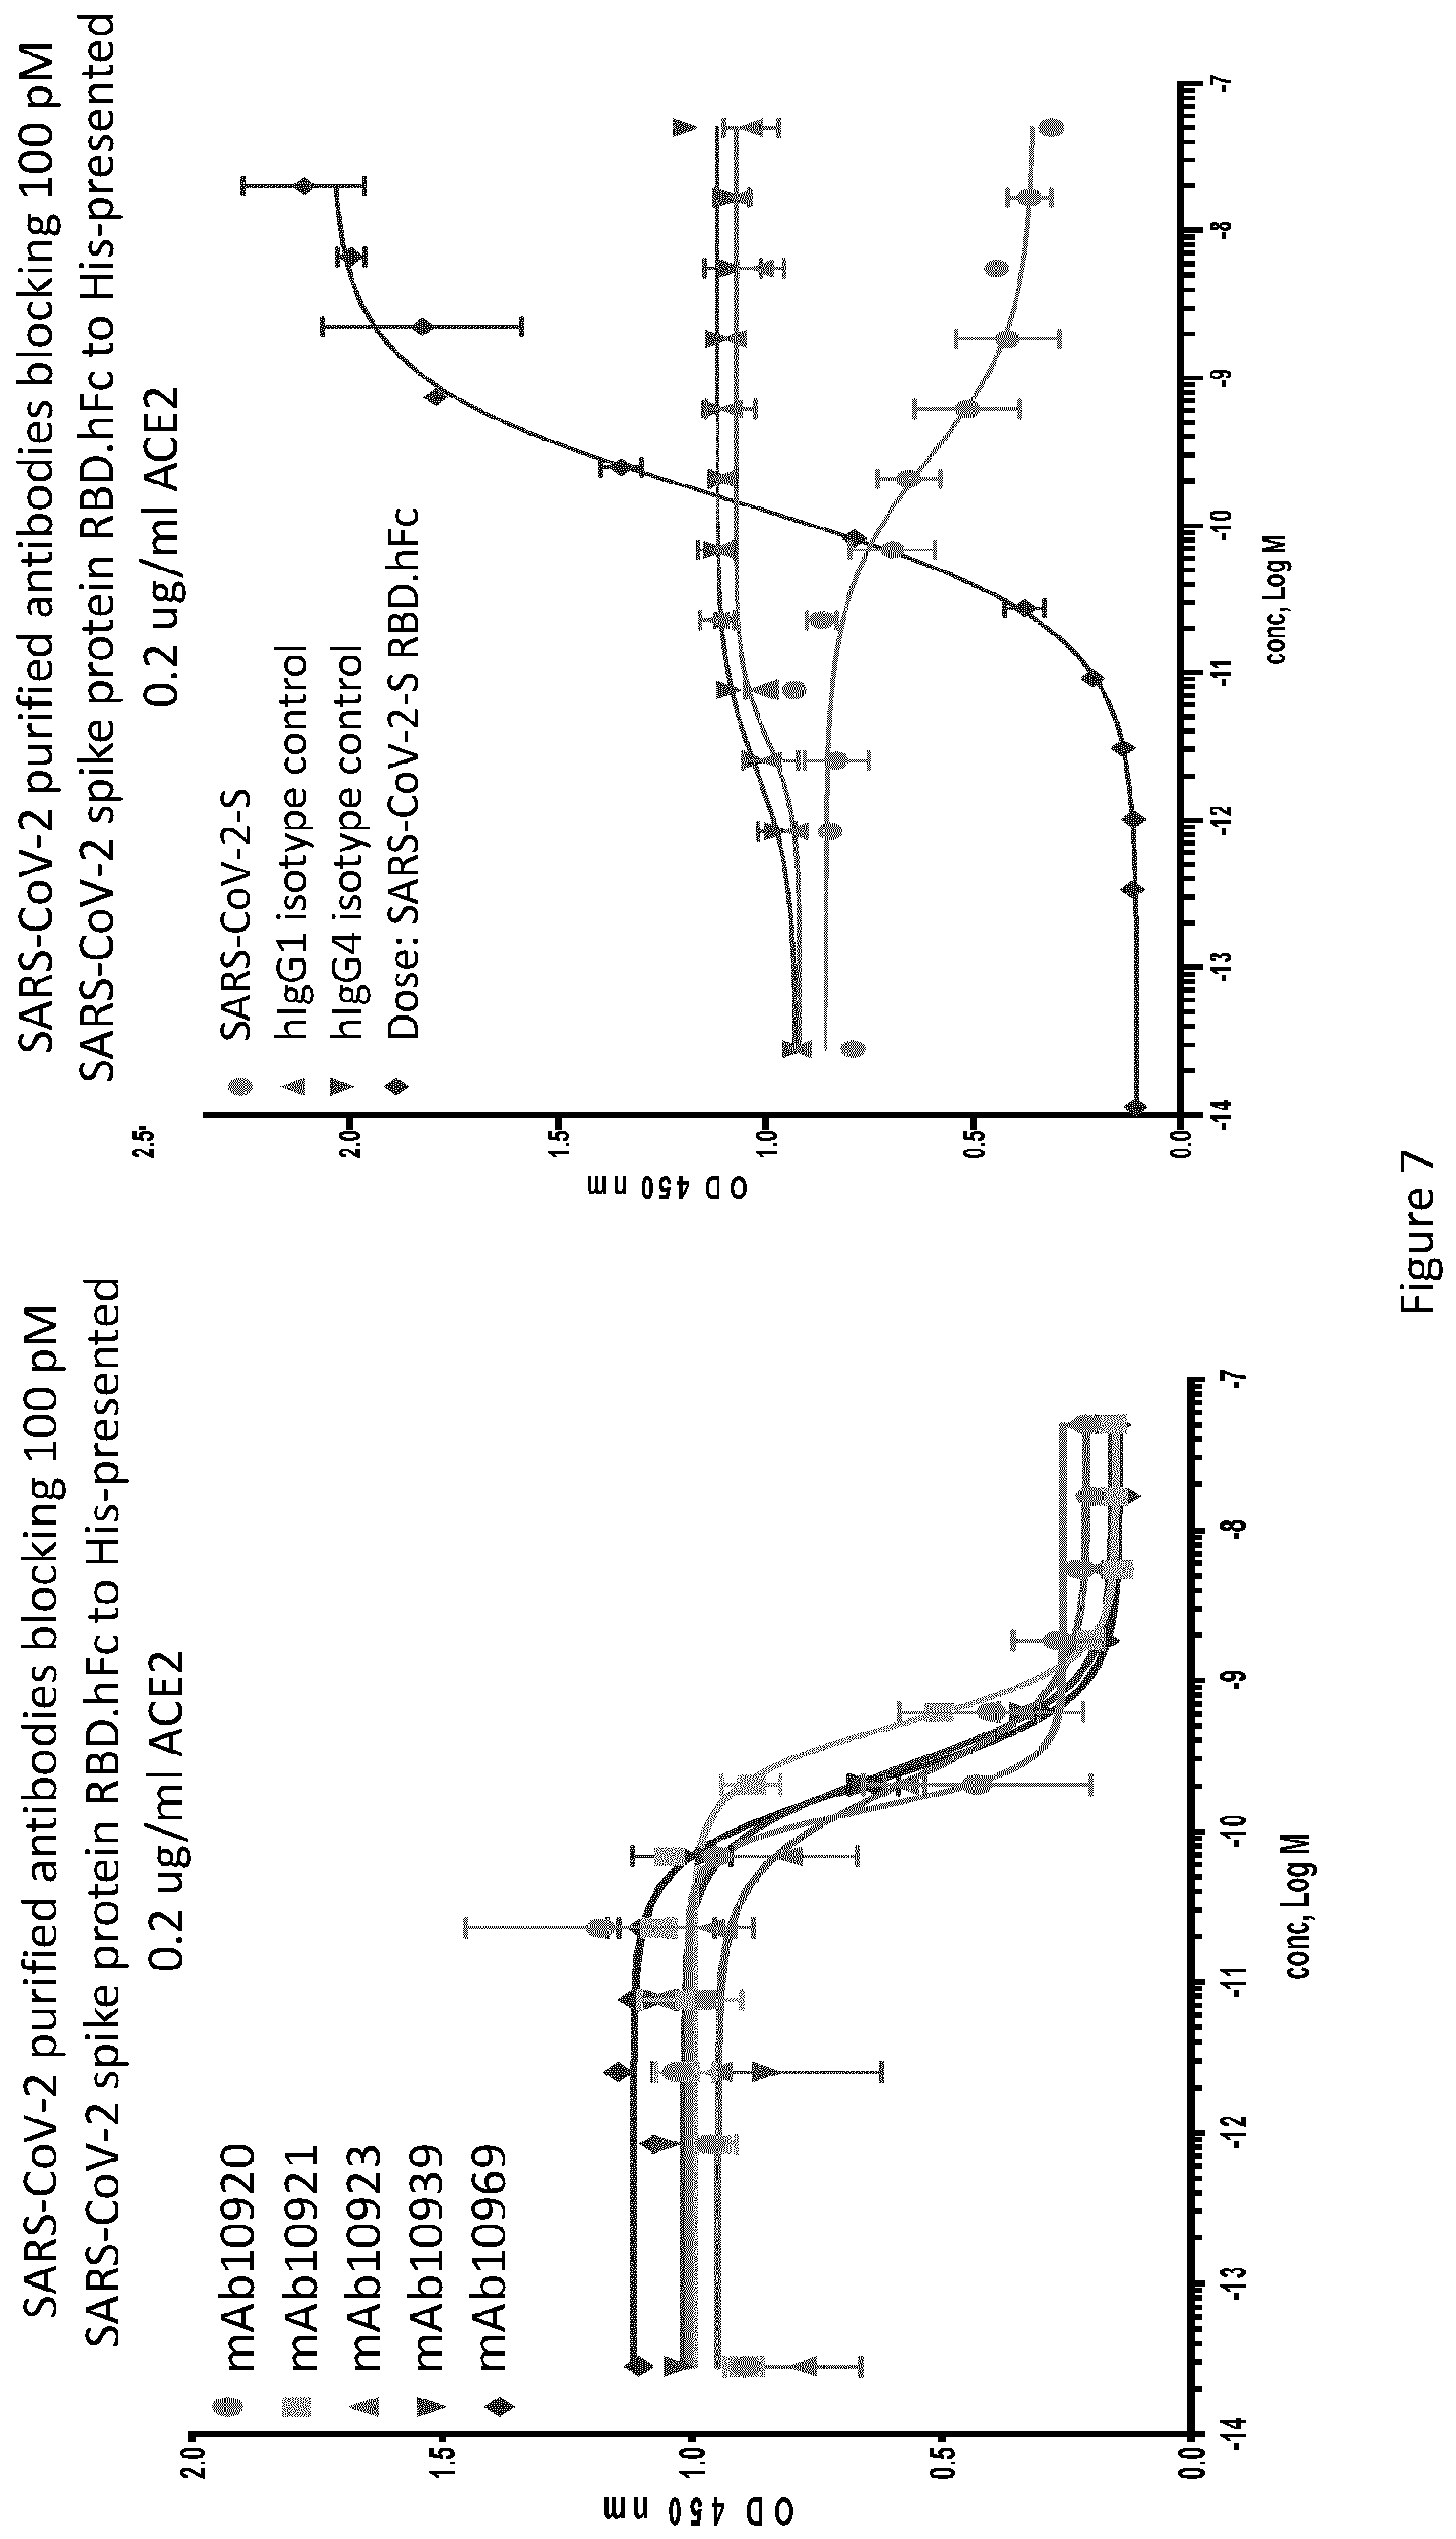 SARS-CoV-2 purified antibodies blocking 100 pM
SARS-CoV-2 spike protein RBD.hFc to His-presented
0.2 ug/ml ACE2
mAb10920
mAb10921
mAb10923
mAb10939
mAb10969
OD 450 nm
2.0
1.5
1.0
0.5
0.0
-14
-13
-12
-11
-10
-9
-8
-7
conc, Log M
SARS-CoV-2 purified antibodies blocking 100 pM
SARS-CoV-2 spike protein RBD.hFc to His-presented
0.2 ug/ml ACE2
SARS-CoV-2-S
hIgG1 isotype control
hIgG4 isotype control
Dose: SARS-CoV-2-S RBD.hFc
OD 450 nm
2.5
2.0
1.5
1.0
0.5
0.0
-14
-13
-12
-11
-10
-9
-8
-7
conc, Log M
Figure 7